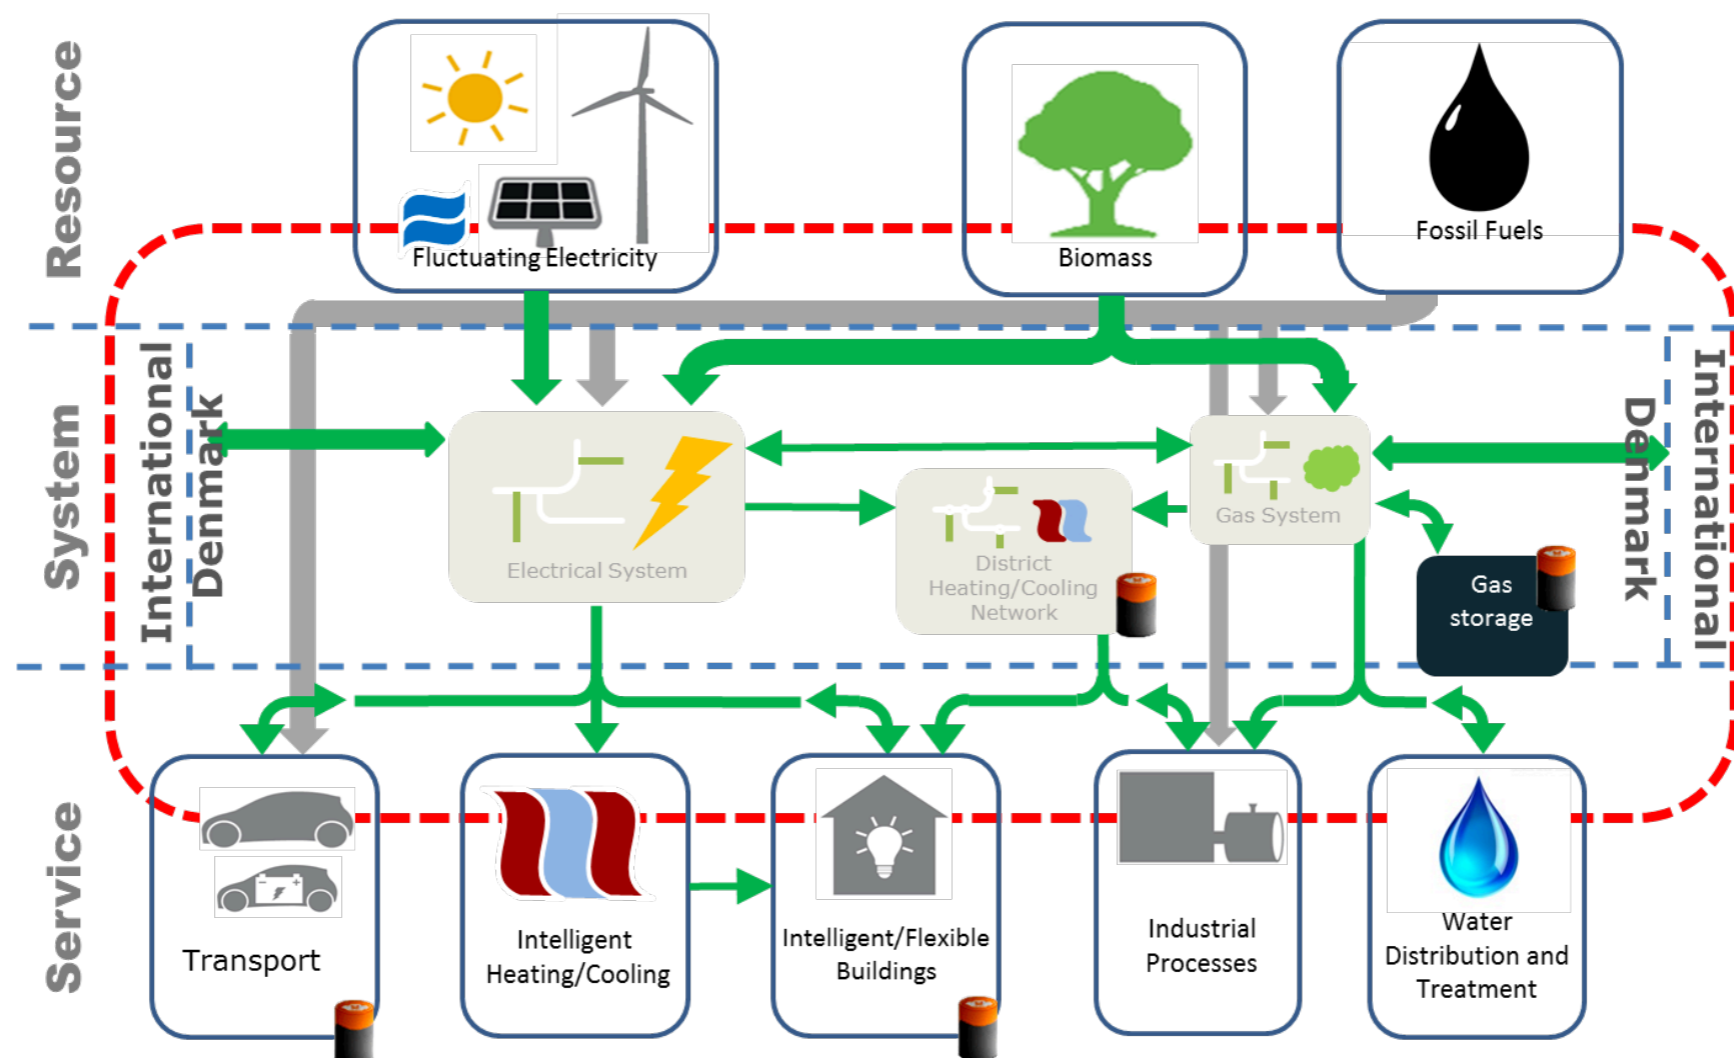 Resource
Fluctuating Electricity
Biomass
Fossil Fuels
System
International
Denmark
Electrical System
District
Heating/Cooling
Network
Gas System
Gas
storage
Denmark
International
Service
Transport
Intelligent
Heating/Cooling
Intelligent/Flexible
Buildings
Industrial
Processes
Water
Distribution and
Treatment